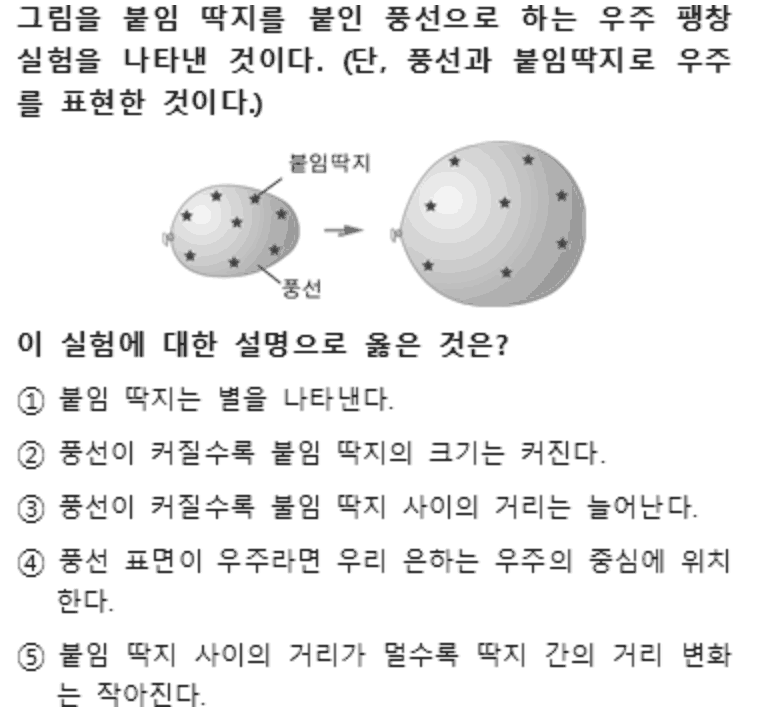 그림을 붙임 딱지를 붙인 풍선으로 하는 우주 팽창
실험을 나타낸 것이다. (단, 풍선과 붙임딱지로 우주
를 표현한 것이다.)
붙임딱지
풍선
이 실험에 대한 설명으로 옳은 것은?
① 붙임 딱지는 별을 나타낸다.
② 풍선이 커질수록 붙임 딱지의 크기는 커진다.
③ 풍선이 커질수록 붙임 딱지 사이의 거리는 늘어난다.
④ 풍선 표면이 우주라면 우리 은하는 우주의 중심에 위치
한다.
⑤ 붙임 딱지 사이의 거리가 멀수록 딱지 간의 거리 변화
는 작아진다.